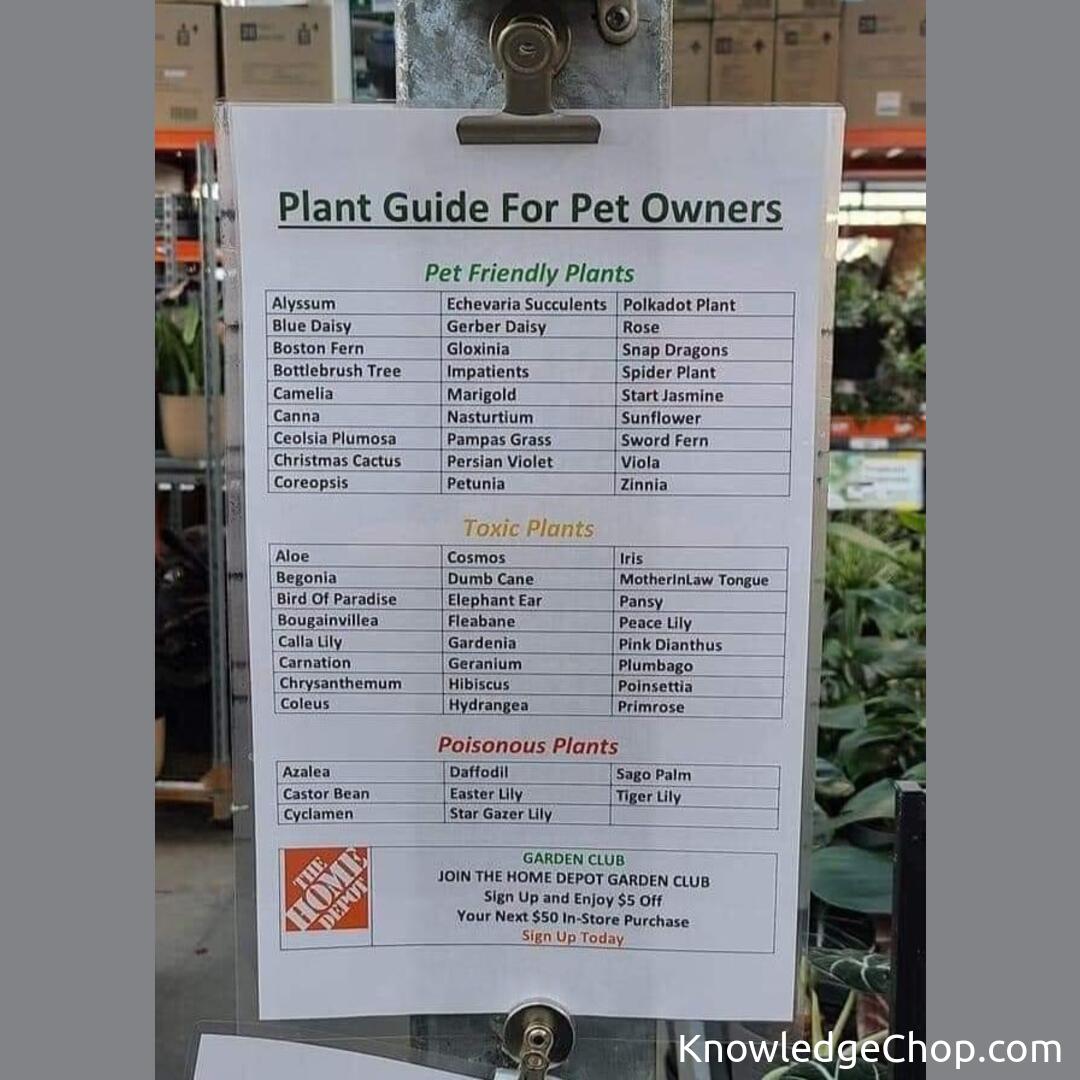 Plant Guide For Pet Owners
Pet Friendly Plants
Alyssum Echevaria Succulents Polkadot Plant
Blue Daisy Gerber Daisy Rose
Boston Fern Gloxinia Snap Dragons
Bottlebrush Tree Impatients Spider Plant
Camelia Marigold Start Jasmine
Canna Nasturtium Sunflower
Ceolsia Plumosa Pampas Grass Sword Fern
Christmas Cactus Persian Violet Viola
Coreopsis Petunia Zinnia
Toxic Plants
Aloe Cosmos Iris
Begonia Dumb Cane MotherInLaw Tongue
Bird Of Paradise Elephant Ear Pansy
Bougainvillea Fleabane Peace Lily
Calla Lily Gardenia Pink Dianthus
Carnation Geranium Plumbago
Chrysanthemum Hibiscus Poinsettia
Coleus Hydrangea Primrose
Poisonous Plants
Azalea Daffodil Sago Palm
Castor Bean Easter Lily Tiger Lily
Cyclamen Star Gazer Lily
THE HOME DEPOT
GARDEN CLUB
JOIN THE HOME DEPOT GARDEN CLUB
Sign Up and Enjoy $5 Off
Your Next $50 In-Store Purchase
Sign Up Today
KnowledgeChop.com